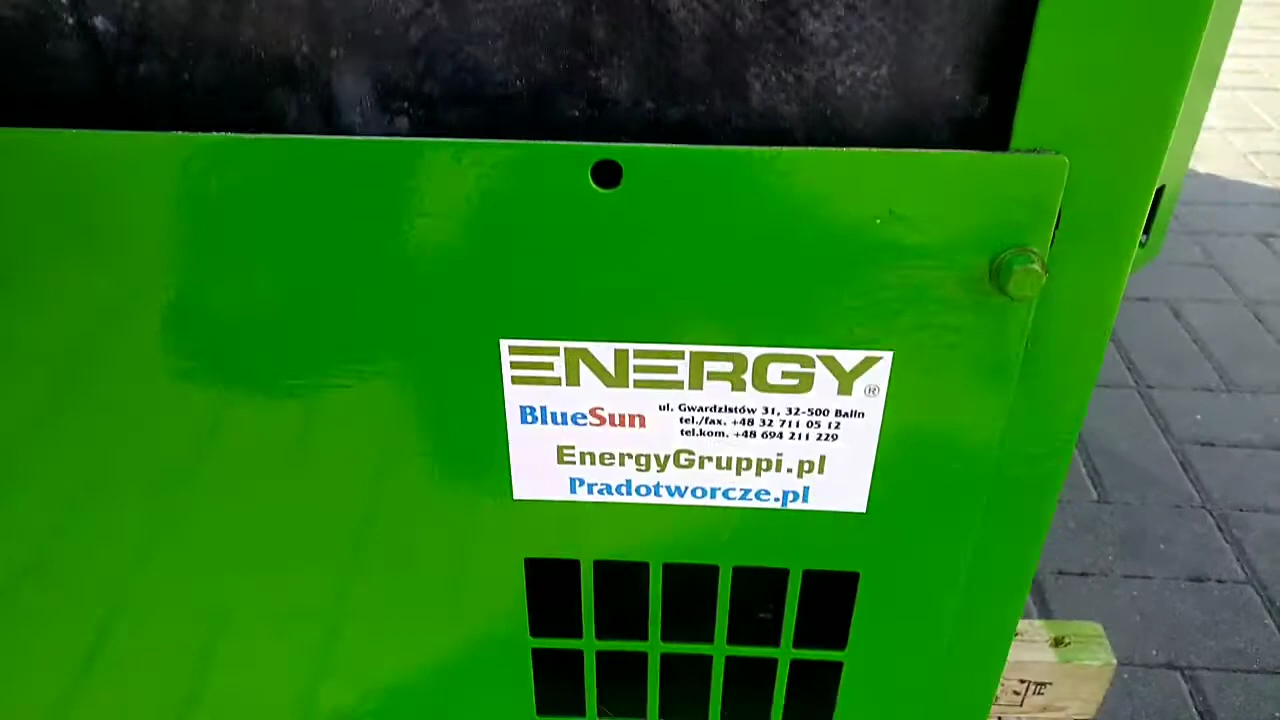 ENERGY®
BlueSun
ul. Gwardzistów 31, 32-500 Balin
tel./fax. +48 32 711 05 12
tel.kom. +48 694 211 229
EnergyGruppi.pl
Pradotworcze.pl